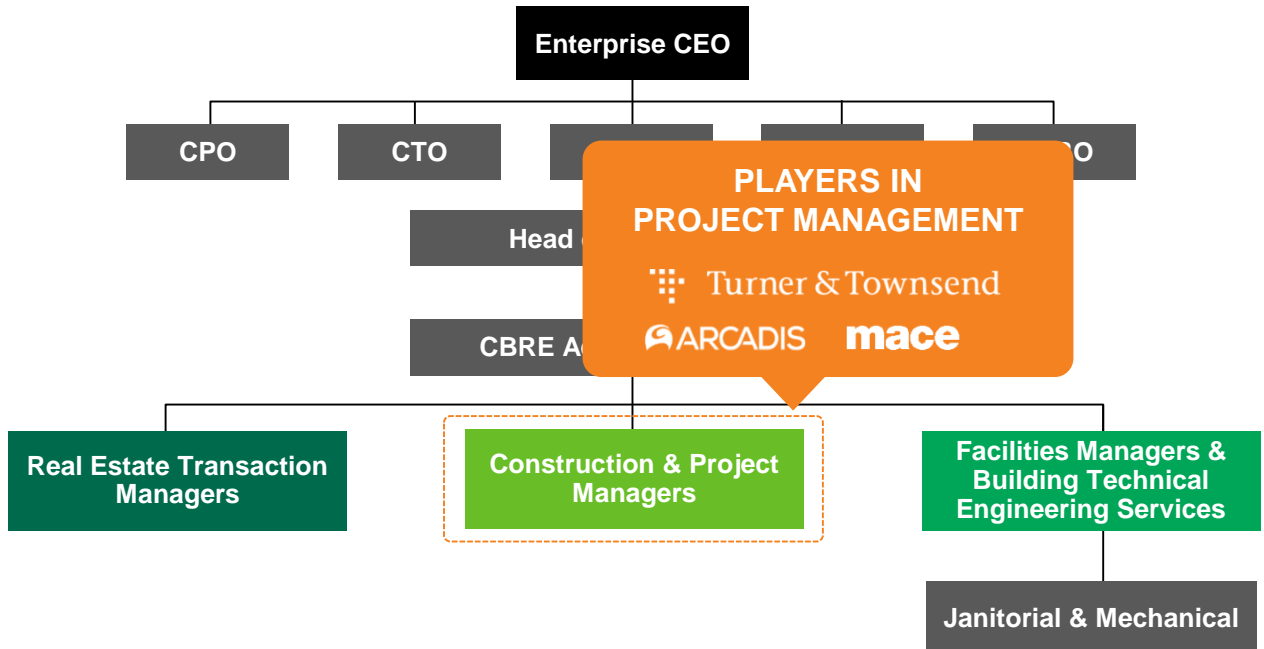 Enterprise CEO
CPO
CTO
PLAYERS IN
PROJECT MANAGEMENT
Turner & Townsend
ARCADIS mace
Head
CBRE
Real Estate Transaction
Managers
Construction & Project
Managers
Facilities Managers &
Building Technical
Engineering Services
Janitorial & Mechanical